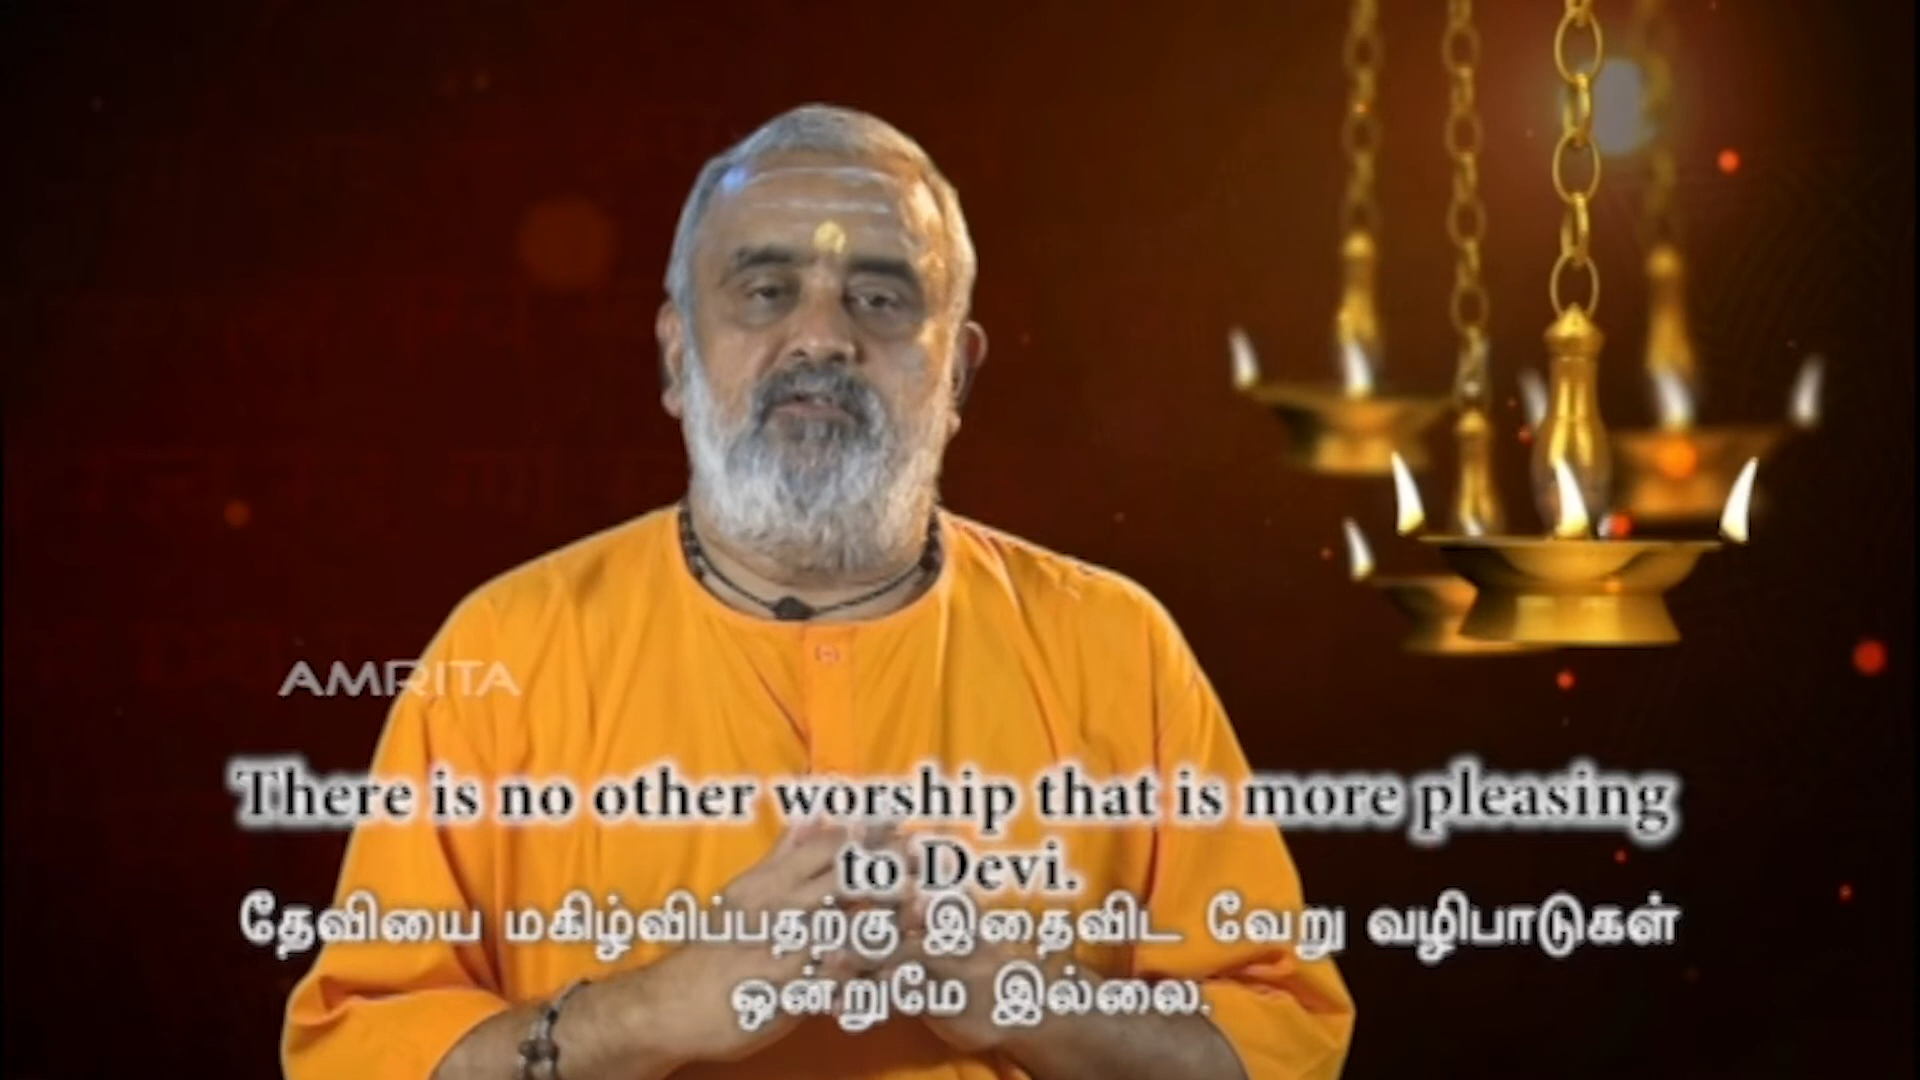 AMRITA
There is no other worship that is more pleasing
to Devi.
தேவியை மகிழ்விப்பதற்கு இதைவிட வேறு வழிபாடுகள்
ஒன்றுமே இல்லை.